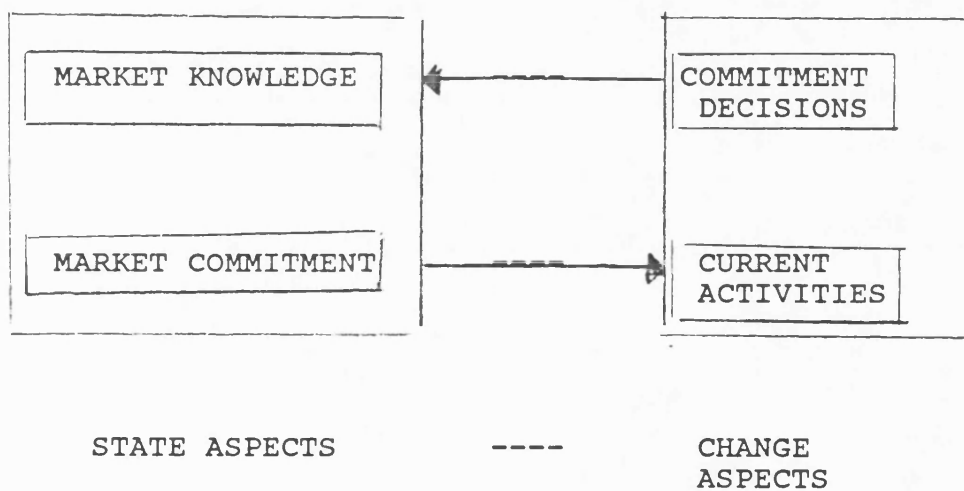 MARKET KNOWLEDGE
COMMITMENT
DECISIONS
MARKET COMMITMENT
CURRENT
ACTIVITIES
STATE ASPECTS ---- CHANGE
ASPECTS